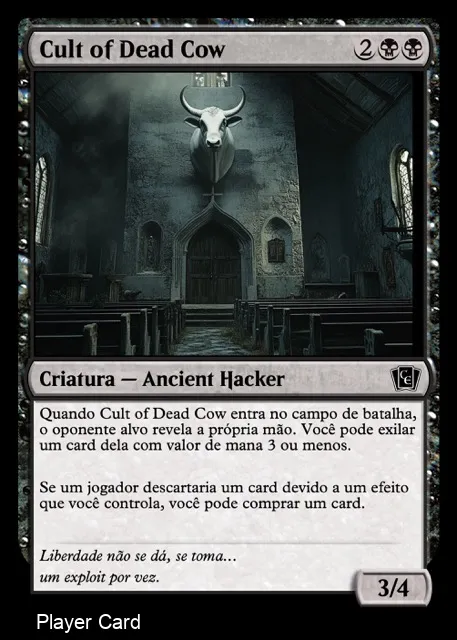 Cult of Dead Cow 2
Criatura — Ancient Hacker
Quando Cult of Dead Cow entra no campo de batalha,
o oponente alvo revela a própria mão. Você pode exilar
um card dela com valor de mana 3 ou menos.
Se um jogador descartaria um card devido a um efeito
que você controla, você pode comprar um card.
Liberdade não se dá, se toma...
um exploit por vez.
3/4
Player Card